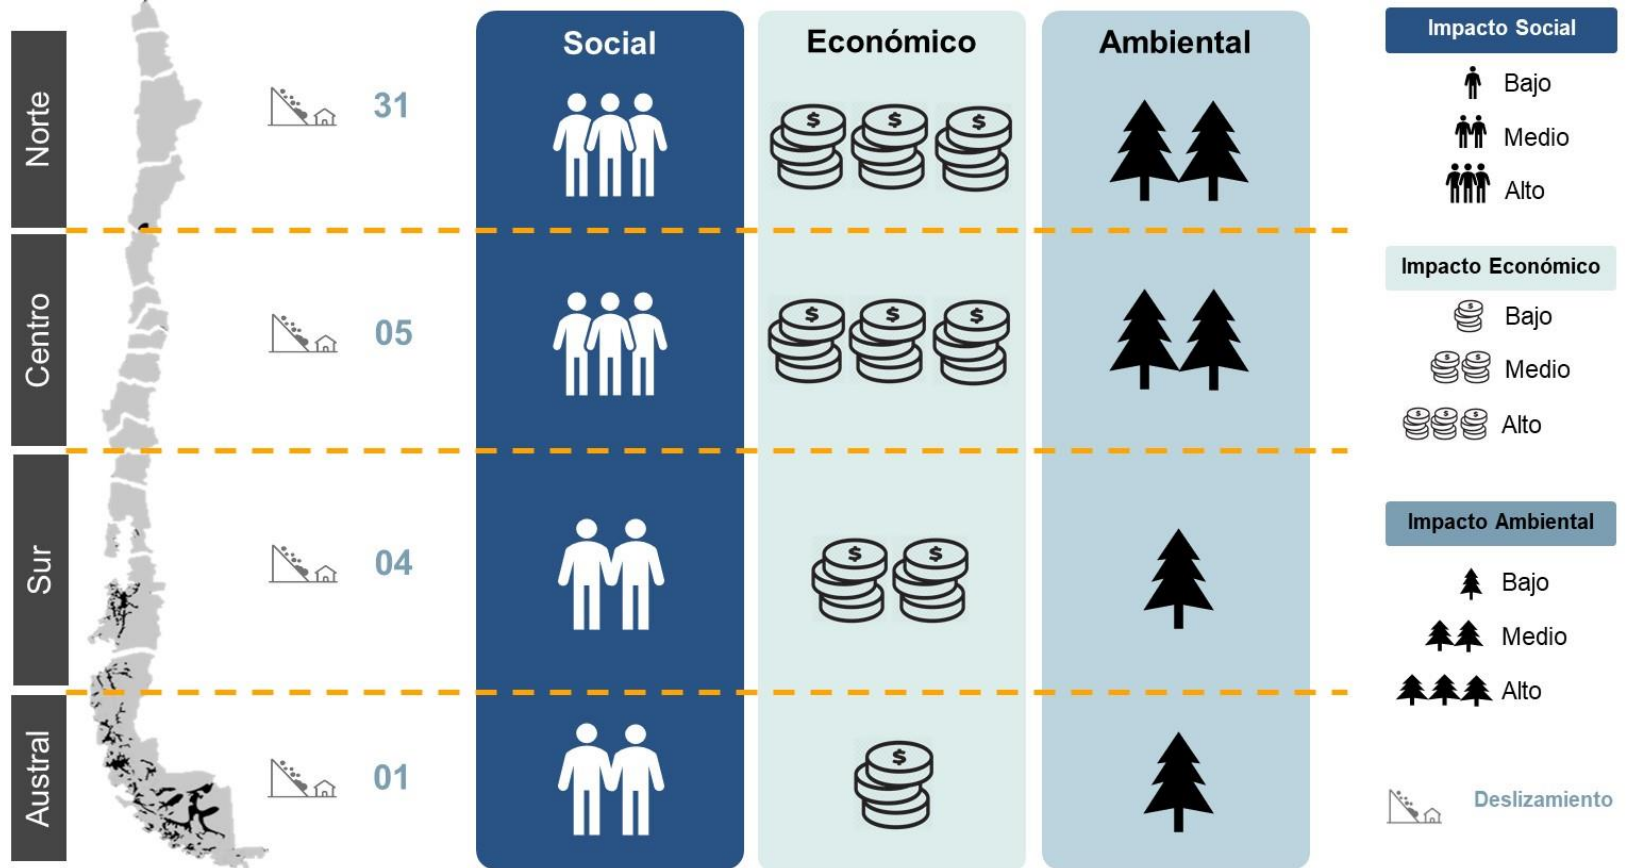 Social
Económico
Ambiental
Norte
31
Centro
05
Sur
04
Austral
01
Impacto Social
Bajo
Medio
Alto
Impacto Económico
Bajo
Medio
Alto
Impacto Ambiental
Bajo
Medio
Alto
Deslizamiento